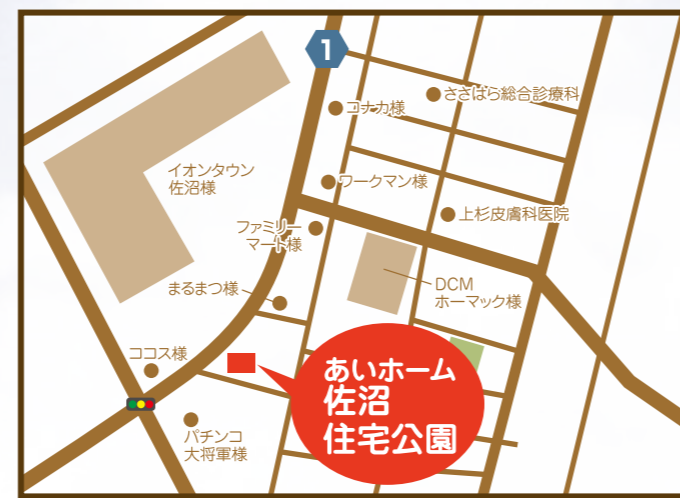 1
コナカ様
ささはら総合診療科
イオンタウン
佐沼様
ワークマン様
上杉皮膚科医院
ファミリー
マート様
DCM
ホーマック様
まるまつ様
ココス様
あいホーム
佐沼
住宅公園
パチンコ
大将軍様